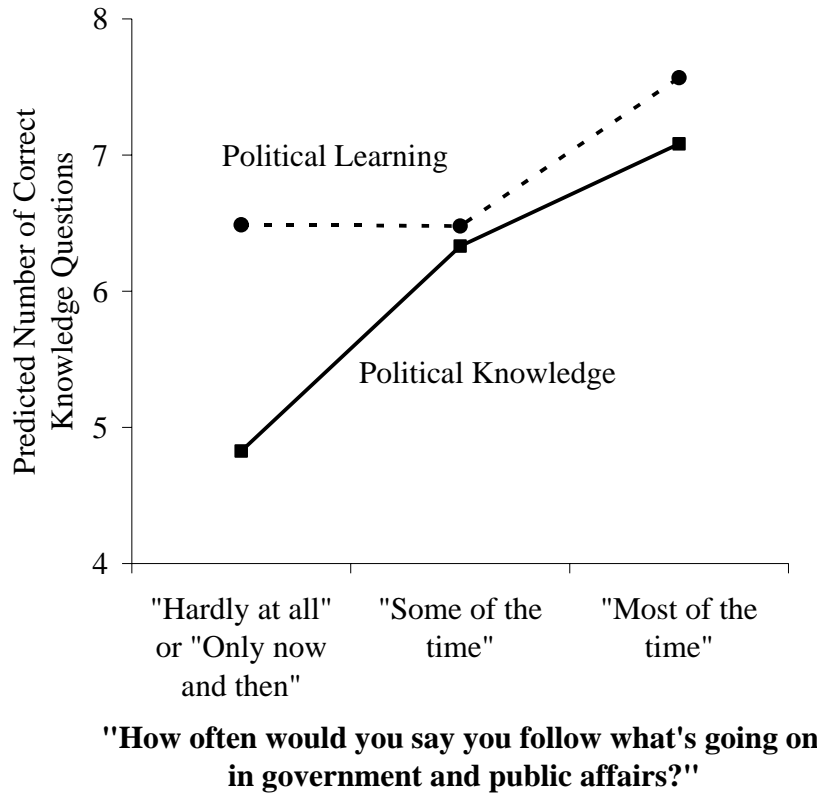 Predicted Number of Correct
Knowledge Questions
8
7
6
5
4
Political Learning
Political Knowledge
"Hardly at all"
or "Only now
and then"
"Some of the
time"
"Most of the
time"
"How often would you say you follow what's going on
in government and public affairs?"